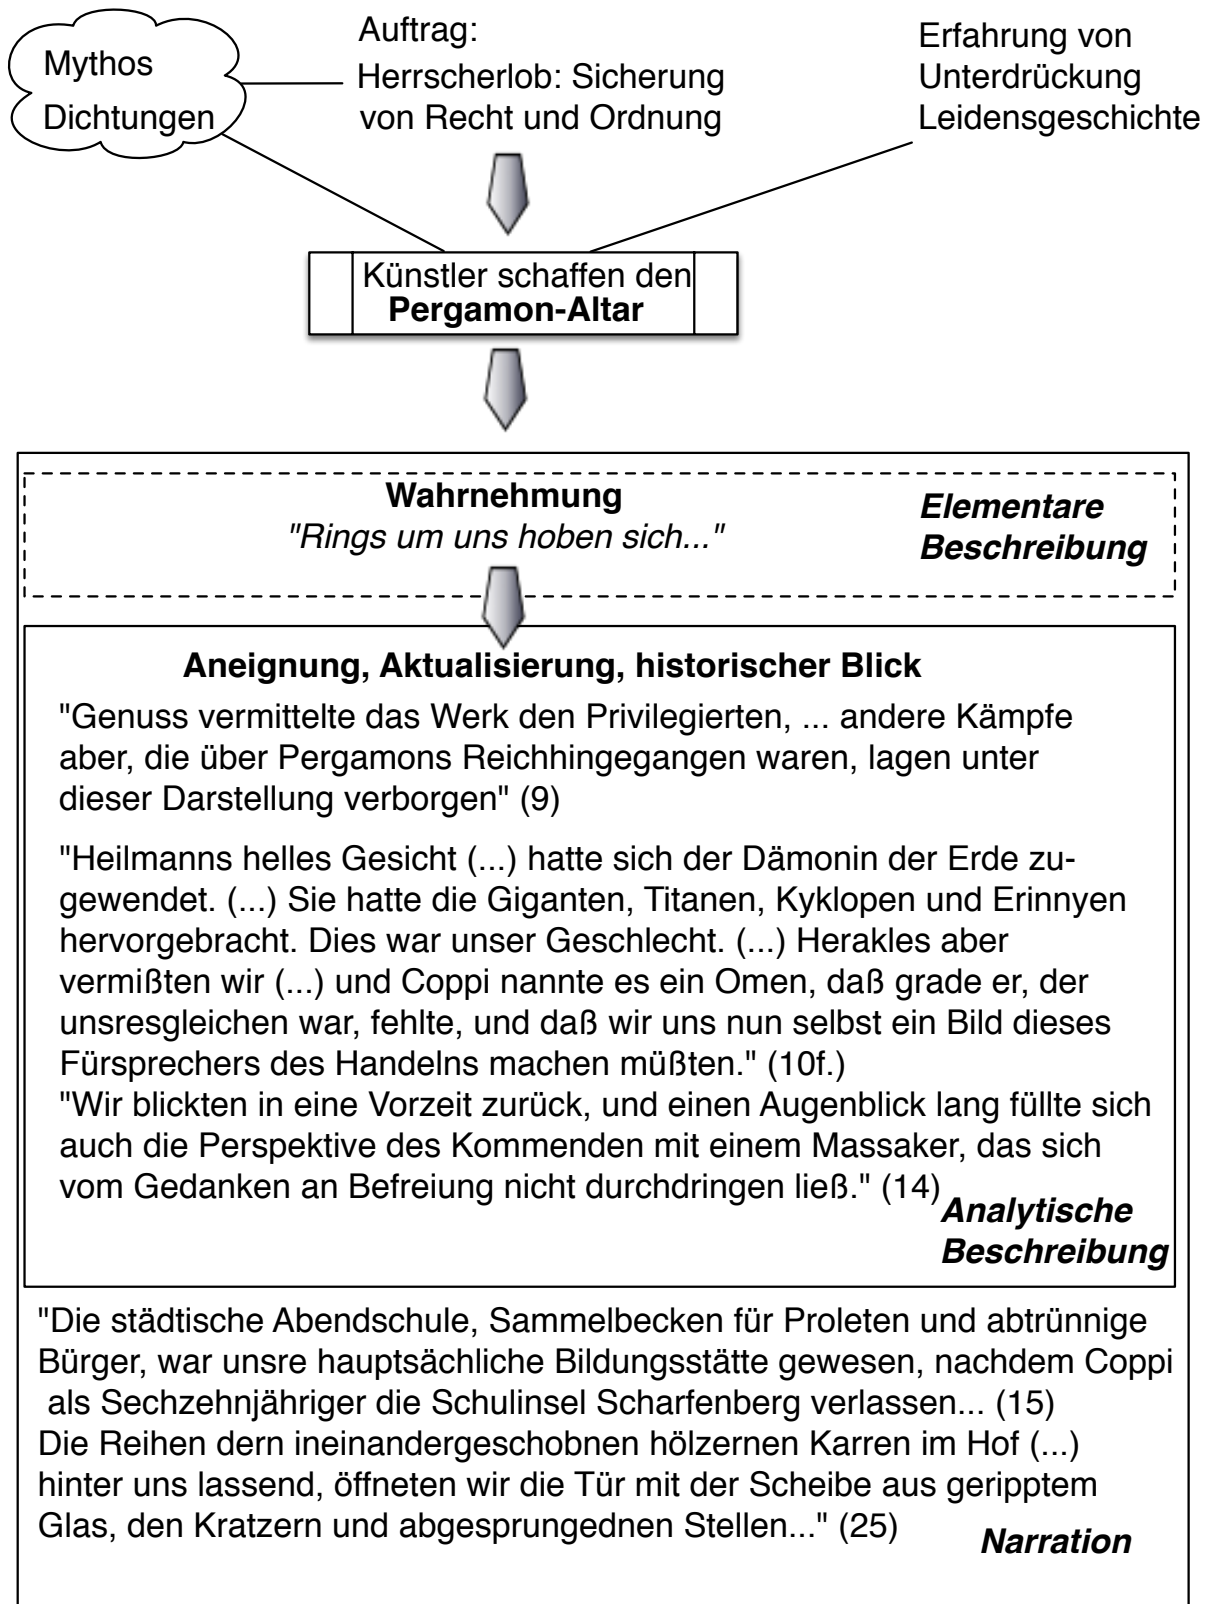 Mythos
Dichtungen
Auftrag:
Herrscherlob: Sicherung
von Recht und Ordnung
Erfahrung von
Unterdrückung
Leidensgeschichte
Künstler schaffen den
Pergamon-Altar
Wahrnehmung
"Rings um uns hoben sich..."
Elementare
Beschreibung
Aneignung, Aktualisierung, historischer Blick
"Genuss vermittelte das Werk den Privilegierten, ... andere Kämpfe
aber, die über Pergamons Reichhingegangen waren, lagen unter
dieser Darstellung verborgen" (9)
"Heilmanns helles Gesicht (...) hatte sich der Dämonin der Erde zu-
gewendet. (...) Sie hatte die Giganten, Titanen, Kyklopen und Erinnyen
hervorgebracht. Dies war unser Geschlecht. (...) Herakles aber
vermißten wir (...) und Coppi nannte es ein Omen, daß grade er, der
unsresgleichen war, fehlte, und daß wir uns nun selbst ein Bild dieses
Fürsprechers des Handelns machen müßten." (10f.)
"Wir blickten in eine Vorzeit zurück, und einen Augenblick lang füllte sich
auch die Perspektive des Kommenden mit einem Massaker, das sich
vom Gedanken an Befreiung nicht durchdringen ließ." (14)
Analytische
Beschreibung
"Die städtische Abendschule, Sammelbecken für Proleten und abtrünnige
Bürger, war unsre hauptsächliche Bildungsstätte gewesen, nachdem Coppi
als Sechzehnjähriger die Schulinsel Scharfenberg verlassen... (15)
Die Reihen dern ineinandergeschobnen hölzernen Karren im Hof (...)
hinter uns lassend, öffneten wir die Tür mit der Scheibe aus geripptem
Glas, den Kratzern und abgesprungednen Stellen..." (25)
Narration